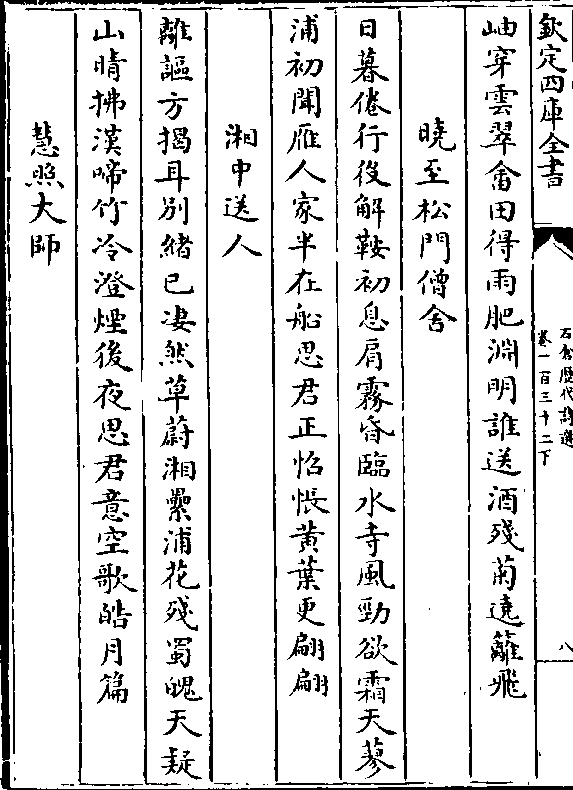 欽定四庫全書
石倉歷代詩選
卷一百三十二下
八
岫穿雲翠畬田得雨肥淵明誰送酒殘菊遶籬飛
曉至松門僧舍
日暮倦行役解鞍初息肩霧昏臨水寺風勁欲霜天蓼
浦初聞雁人家半在船思君正怊悵黃葉更翩翩
湘中送人
離謳方揭耳別緒已凄然草蔚湘纍浦花殘蜀魄天疑
山晴拂漢啼竹冷澄煙後夜思君意空歌皓月篇
慧照大師